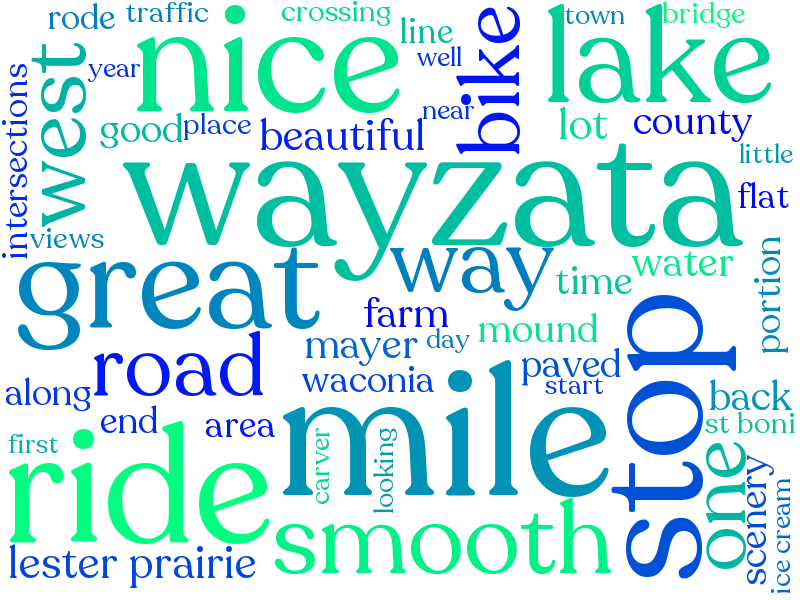 rode
traffic
crossing
town
bridge
nice
line
bike
lake
west
year
well
intersections
good
place
near
beautiful
lot
county
wayzata
little
flat
views
great
way
time
water
portion
farm
mound
stop
road
mayer
day
paved
along
waconia
start
back
end
area
mile
st boni
first
carver
looking
one
ride
smooth
scenery
ice cream
lester prairie